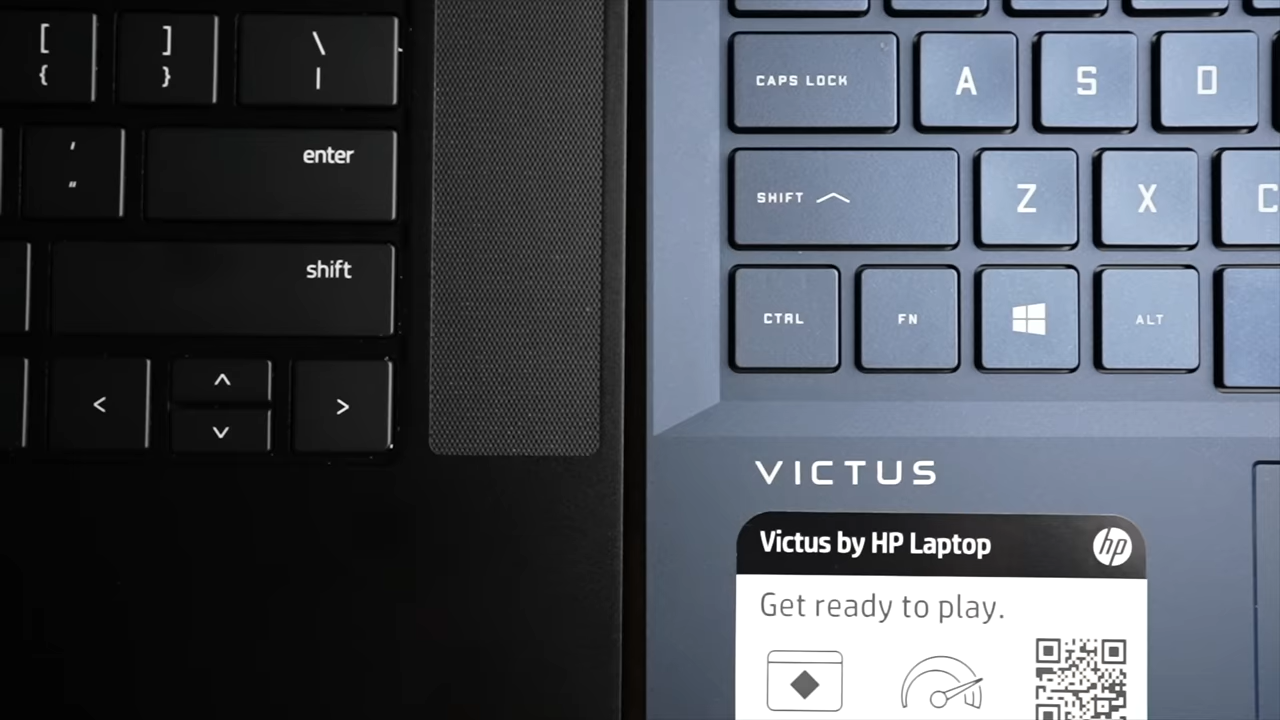 [ ] \
{ } |
' enter
"
shift
< ^ >
v
CAPS LOCK A S D
SHIFT Z X C
CTRL FN ALT
VICTUS
Victus by HP Laptop hp
Get ready to play.